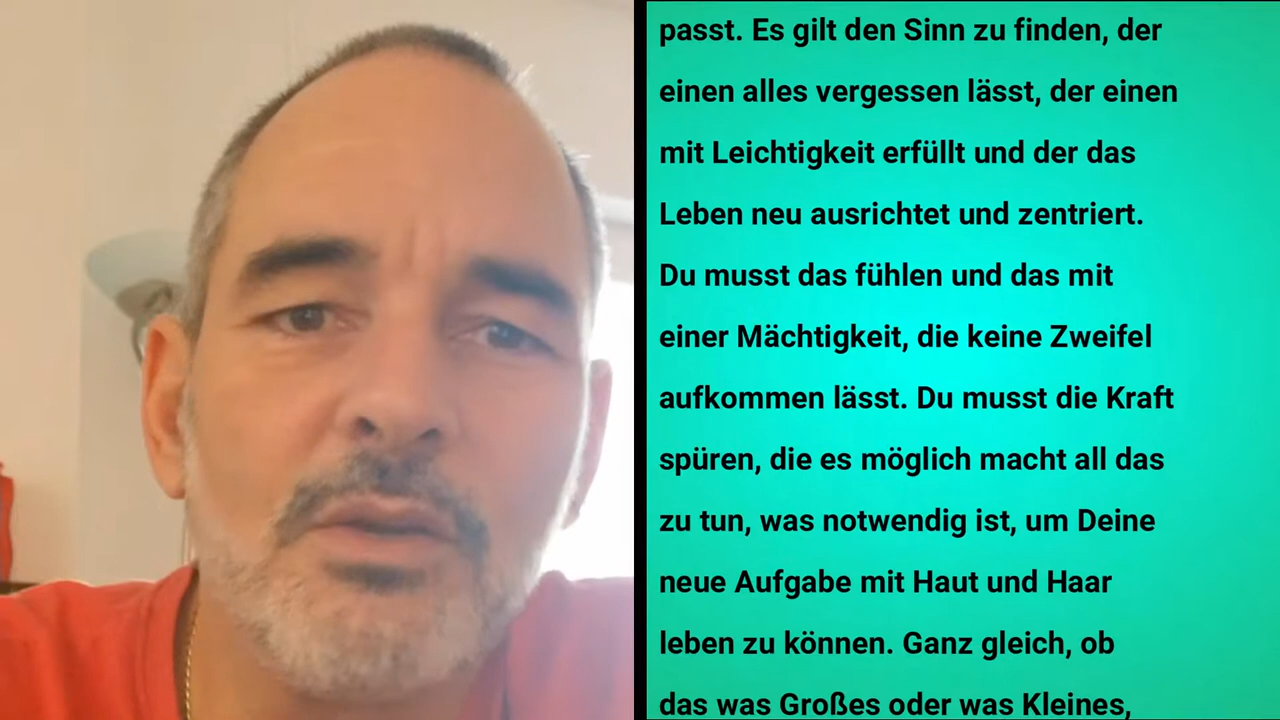 passt. Es gilt den Sinn zu finden, der
einen alles vergessen lässt, der einen
mit Leichtigkeit erfüllt und der das
Leben neu ausrichtet und zentriert.
Du musst das fühlen und das mit
einer Mächtigkeit, die keine Zweifel
aufkommen lässt. Du musst die Kraft
spüren, die es möglich macht all das
zu tun, was notwendig ist, um Deine
neue Aufgabe mit Haut und Haar
leben zu können. Ganz gleich, ob
das was Großes oder was Kleines,